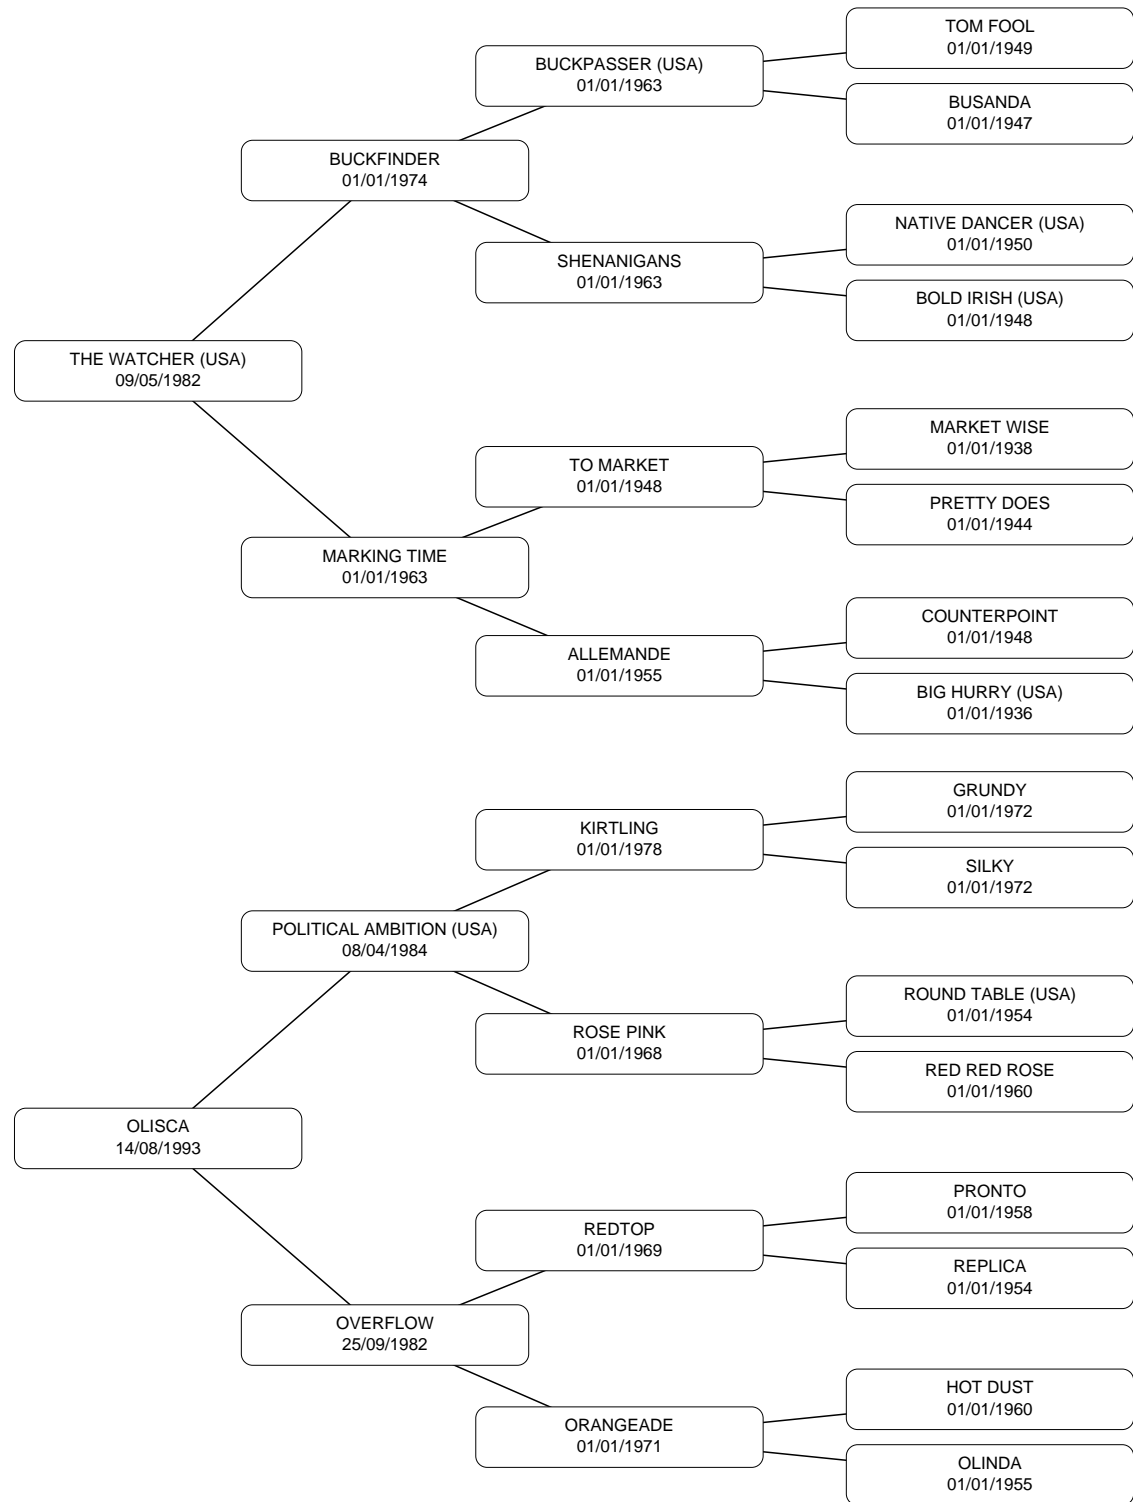 TOM FOOL
01/01/1949
BUCKPASSER (USA)
01/01/1963
BUSANDA
01/01/1947
BUCKFINDER
01/01/1974
NATIVE DANCER (USA)
01/01/1950
SHENANIGANS
01/01/1963
BOLD IRISH (USA)
01/01/1948
THE WATCHER (USA)
09/05/1982
MARKET WISE
01/01/1938
TO MARKET
01/01/1948
PRETTY DOES
01/01/1944
MARKING TIME
01/01/1963
COUNTERPOINT
01/01/1948
ALLEMANDE
01/01/1955
BIG HURRY (USA)
01/01/1936
GRUNDY
01/01/1972
KIRTLING
01/01/1978
SILKY
01/01/1972
POLITICAL AMBITION (USA)
08/04/1984
ROUND TABLE (USA)
01/01/1954
ROSE PINK
01/01/1968
RED RED ROSE
01/01/1960
OLISCA
14/08/1993
PRONTO
01/01/1958
REDTOP
01/01/1969
REPLICA
01/01/1954
OVERFLOW
25/09/1982
HOT DUST
01/01/1960
ORANGEADE
01/01/1971
OLINDA
01/01/1955